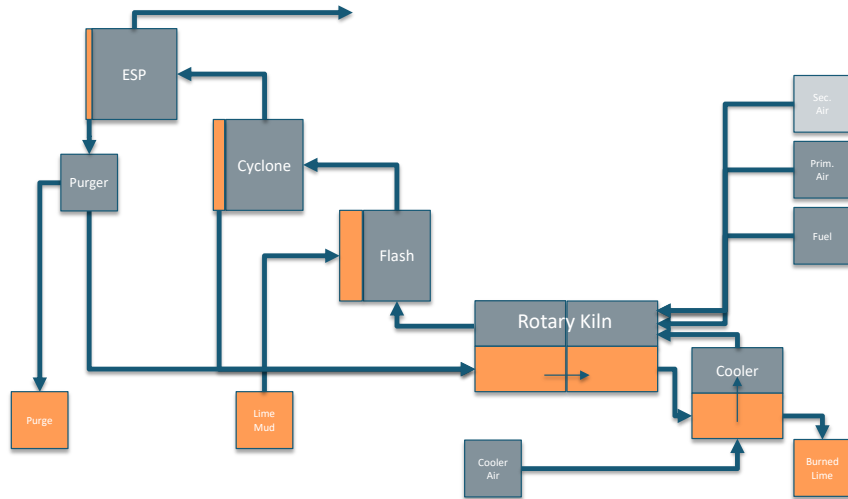 ESP
Sec.
Air
Cyclone
Prim.
Air
Purger
Fuel
Flash
Rotary Kiln
Cooler
Purge
Lime
Mud
Cooler
Air
Burned
Lime